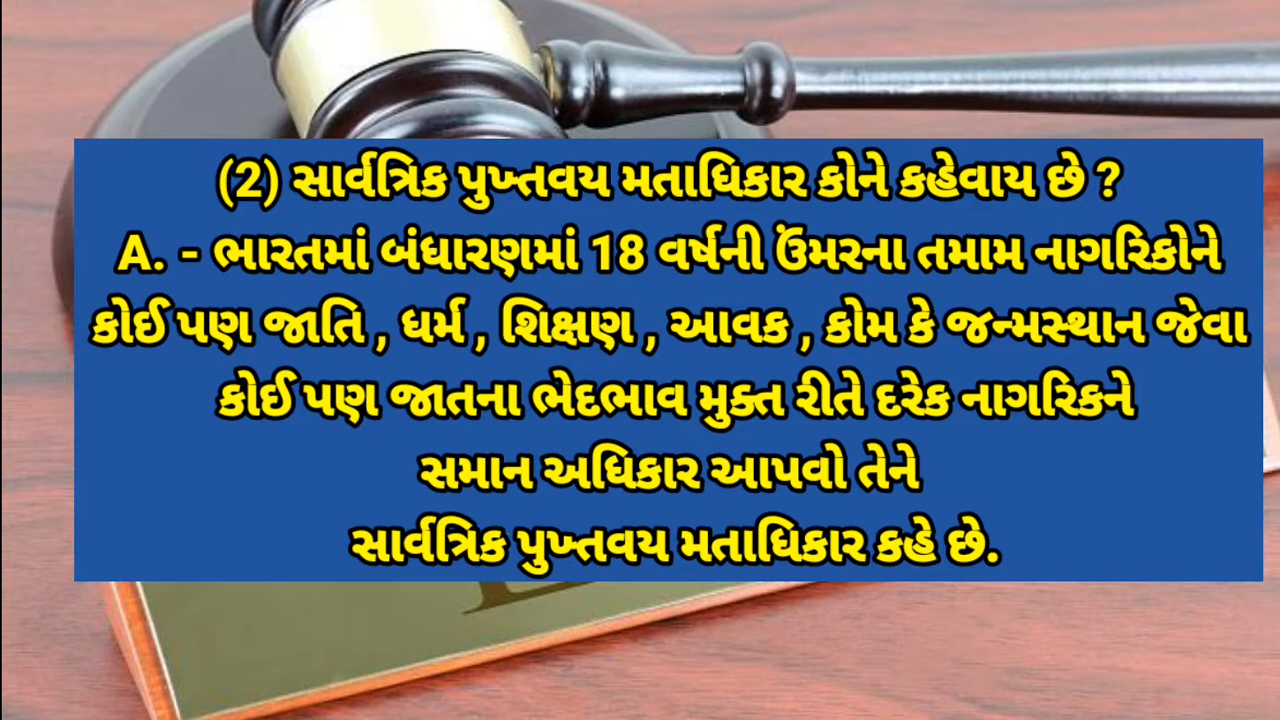 (2) સાર્વત્રિક પુખ્તવય મતાધિકાર કોને કહેવાય છે ?
A. - ભારતમાં બંધારણમાં 18 વર્ષની ઉંમરના તમામ નાગરિકોને
કોઈ પણ જાતિ , ધર્મ , શિક્ષણ , આવક , કોમ કે જન્મસ્થાન જેવા
કોઈ પણ જાતના ભેદભાવ મુક્ત રીતે દરેક નાગરિકને
સમાન અધિકાર આપવો તેને
સાર્વત્રિક પુખ્તવય મતાધિકાર કહે છે.